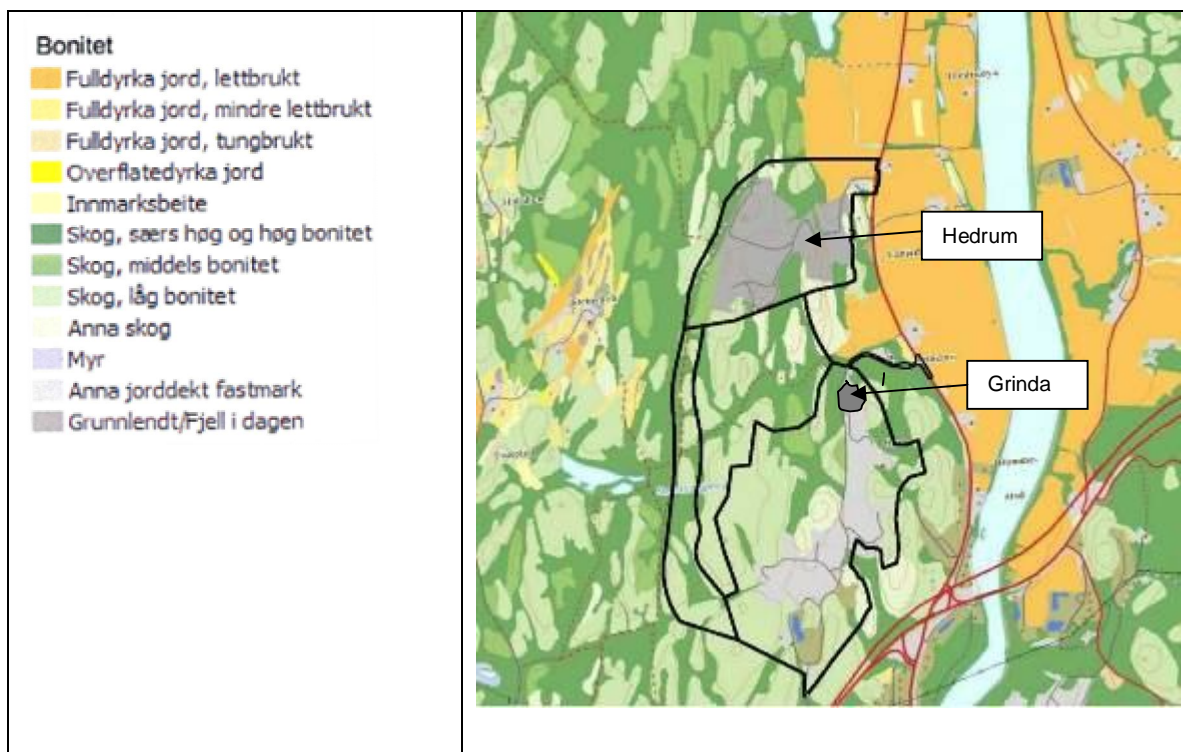 Bonitet
Fulldyrka jord, lettbrukt
Fulldyrka jord, mindre lettbrukt
Fulldyrka jord, tungbrukt
Overflatedyrka jord
Innmarksbeite
Skog, særs høg og høg bonitet
Skog, middels bonitet
Skog, låg bonitet
Anna skog
Myr
Anna jorddekt fastmark
Grunnlendt/Fjell i dagen
Hedrum
Grinda